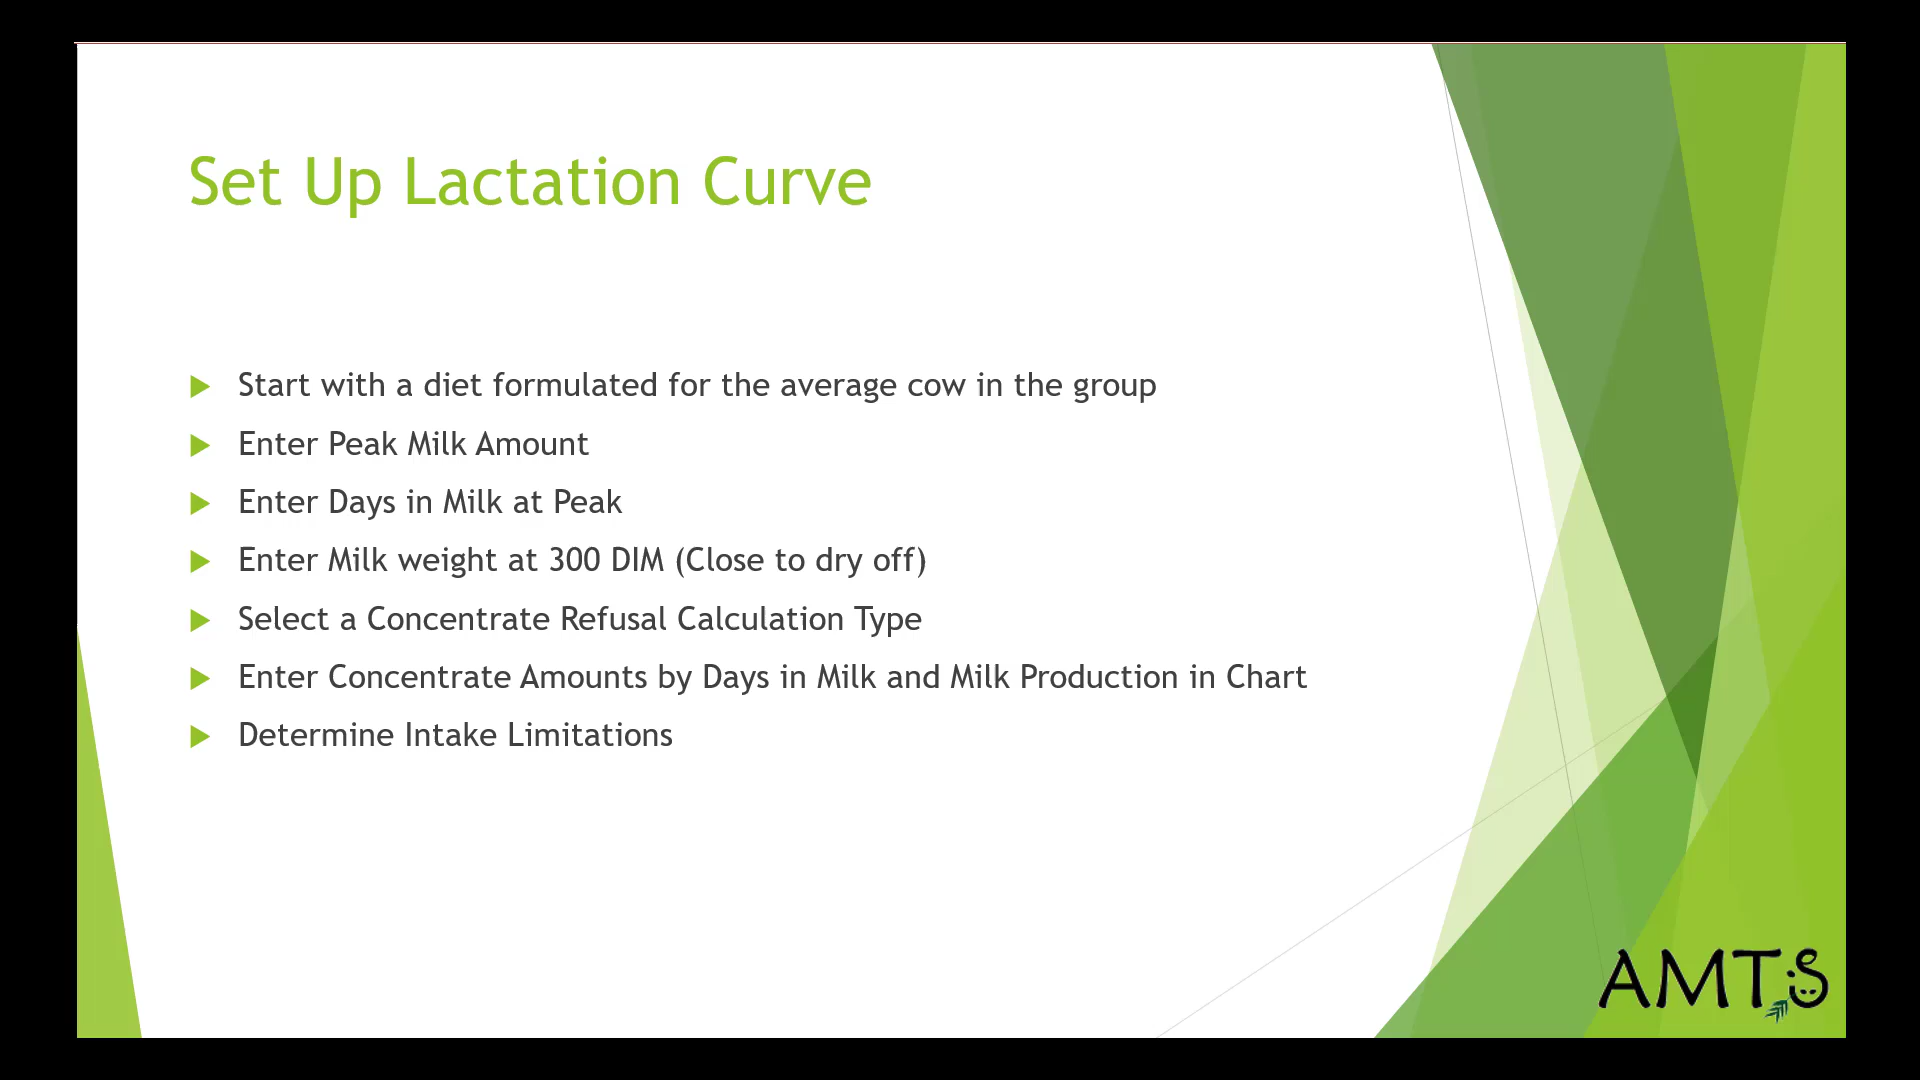 Set Up Lactation Curve
Start with a diet formulated for the average cow in the group
Enter Peak Milk Amount
Enter Days in Milk at Peak
Enter Milk weight at 300 DIM (Close to dry off)
Select a Concentrate Refusal Calculation Type
Enter Concentrate Amounts by Days in Milk and Milk Production in Chart
Determine Intake Limitations
AMTS